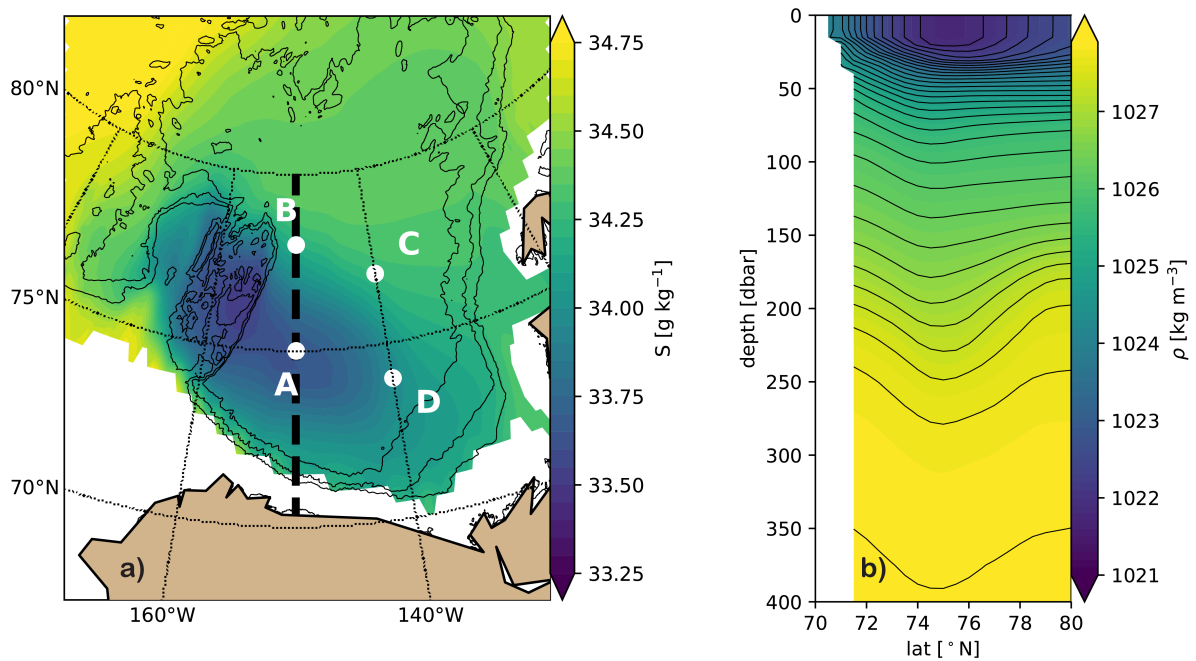 80°N
75°N
70°N
160°W
140°W
B
C
A
D
a)
34.75
34.50
34.25
34.00
33.75
33.50
33.25
S [g kg⁻¹]
0
50
100
150
200
250
300
350
400
depth [dbar]
b)
70 72 74 76 78 80
lat [°N]
1027
1026
1025
1024
1023
1022
1021
ρ [kg m⁻³]